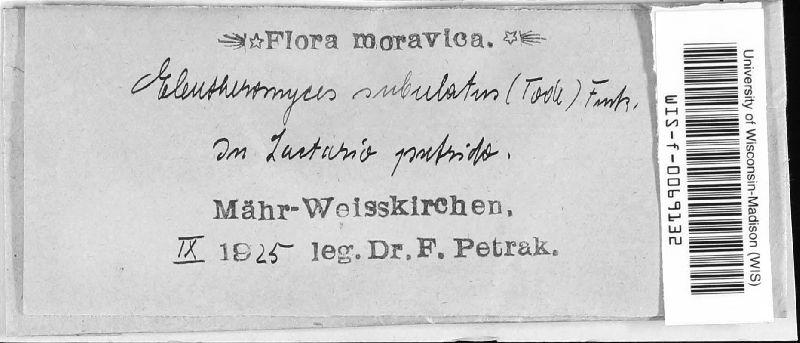 Flora moravica.
Eleutheromyces subulatus (Tode) Fuck.
In Lactario putrido.
Mähr-Weisskirchen,
IX 1925 leg. Dr. F. Petrak.
University of Wisconsin-Madison (WIS)
WIS-f-0069132